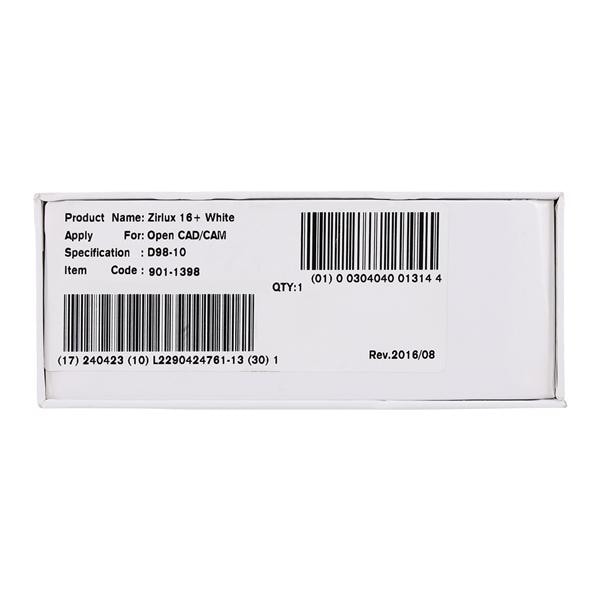 Product Name: Zirlux 16+ White
Apply For: Open CAD/CAM
Specification : D98-10
Item Code : 901-1398
QTY:1
(01) 0 0304040 01314 4
(17) 240423 (10) L2290424761-13 (30) 1
Rev.2016/08